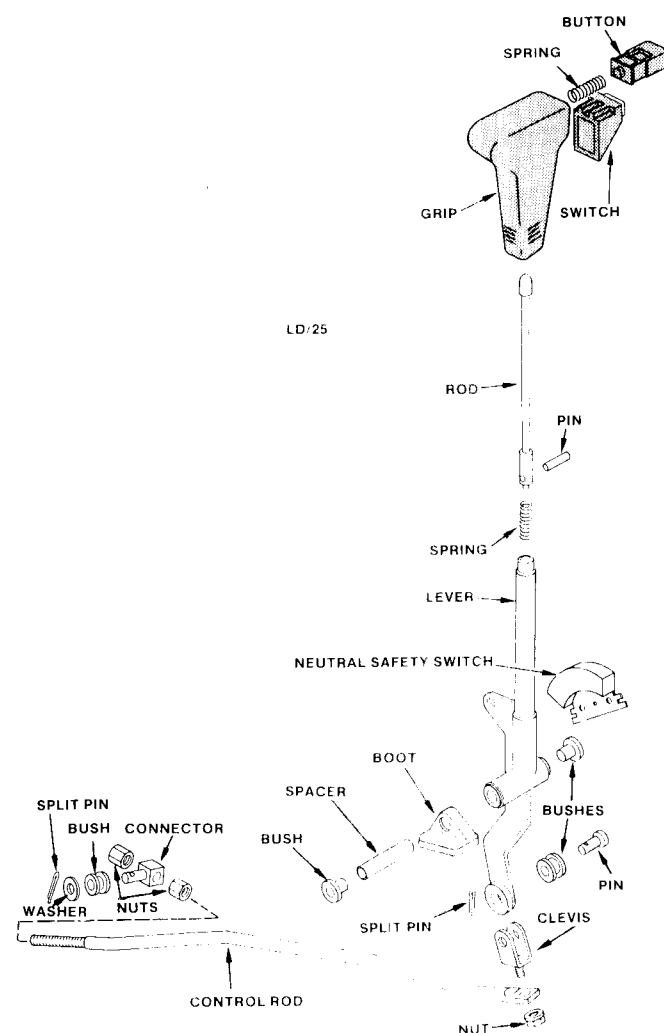 BUTTON
SPRING
GRIP
SWITCH
LD/25
ROD
PIN
SPRING
LEVER
NEUTRAL SAFETY SWITCH
BOOT
SPACER
BUSH
BUSHES
SPLIT PIN
BUSH
CONNECTOR
WASHER
NUTS
PIN
SPLIT PIN
CLEVIS
CONTROL ROD
NUT